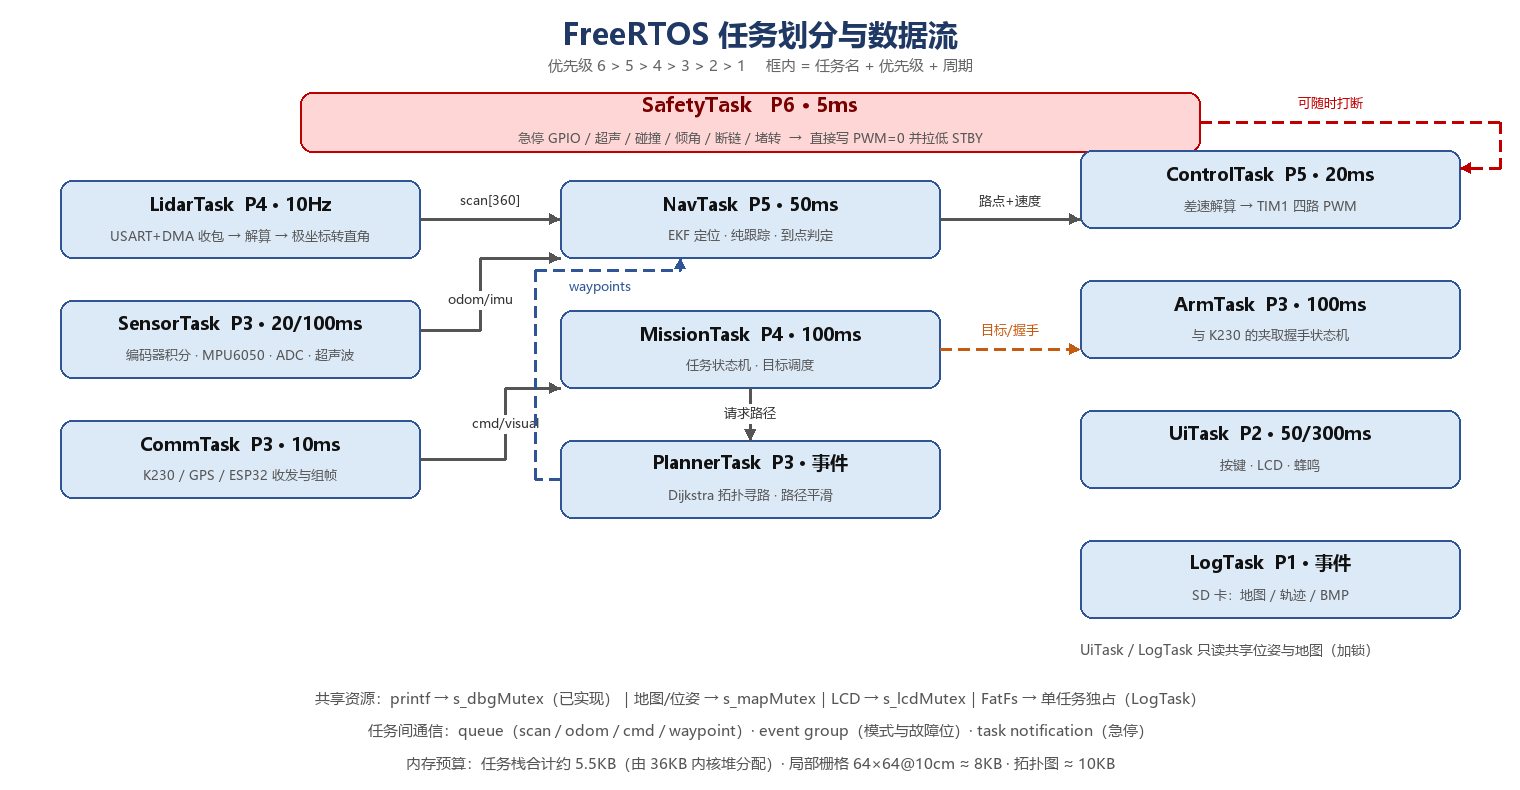 FreeRTOS 任务划分与数据流
优先级 6 > 5 > 4 > 3 > 2 > 1 框内 = 任务名 + 优先级 + 周期
SafetyTask P6 • 5ms
急停 GPIO / 超声 / 碰撞 / 倾角 / 断链 / 堵转 → 直接写 PWM=0 并拉低 STBY
可随时打断
LidarTask P4 • 10Hz
USART+DMA 收包 → 解算 → 极坐标转直角
scan[360]
NavTask P5 • 50ms
EKF 定位 · 纯跟踪 · 到点判定
路点+速度
ControlTask P5 • 20ms
差速解算 → TIM1 四路 PWM
odom/imu
waypoints
SensorTask P3 • 20/100ms
编码器积分 · MPU6050 · ADC · 超声波
MissionTask P4 • 100ms
任务状态机 · 目标调度
目标/握手
ArmTask P3 • 100ms
与 K230 的夹取握手状态机
cmd/visual
请求路径
CommTask P3 • 10ms
K230 / GPS / ESP32 收发与组帧
PlannerTask P3 • 事件
Dijkstra 拓扑寻路 · 路径平滑
UiTask P2 • 50/300ms
按键 · LCD · 蜂鸣
LogTask P1 • 事件
SD 卡：地图 / 轨迹 / BMP
UiTask / LogTask 只读共享位姿与地图（加锁）
共享资源：printf → s_dbgMutex（已实现） | 地图/位姿 → s_mapMutex | LCD → s_lcdMutex | FatFs → 单任务独占（LogTask）
任务间通信：queue（scan / odom / cmd / waypoint）· event group（模式与故障位）· task notification（急停）
内存预算：任务栈合计约 5.5KB（由 36KB 内核堆分配）· 局部栅格 64×64@10cm ≈ 8KB · 拓扑图 ≈ 10KB